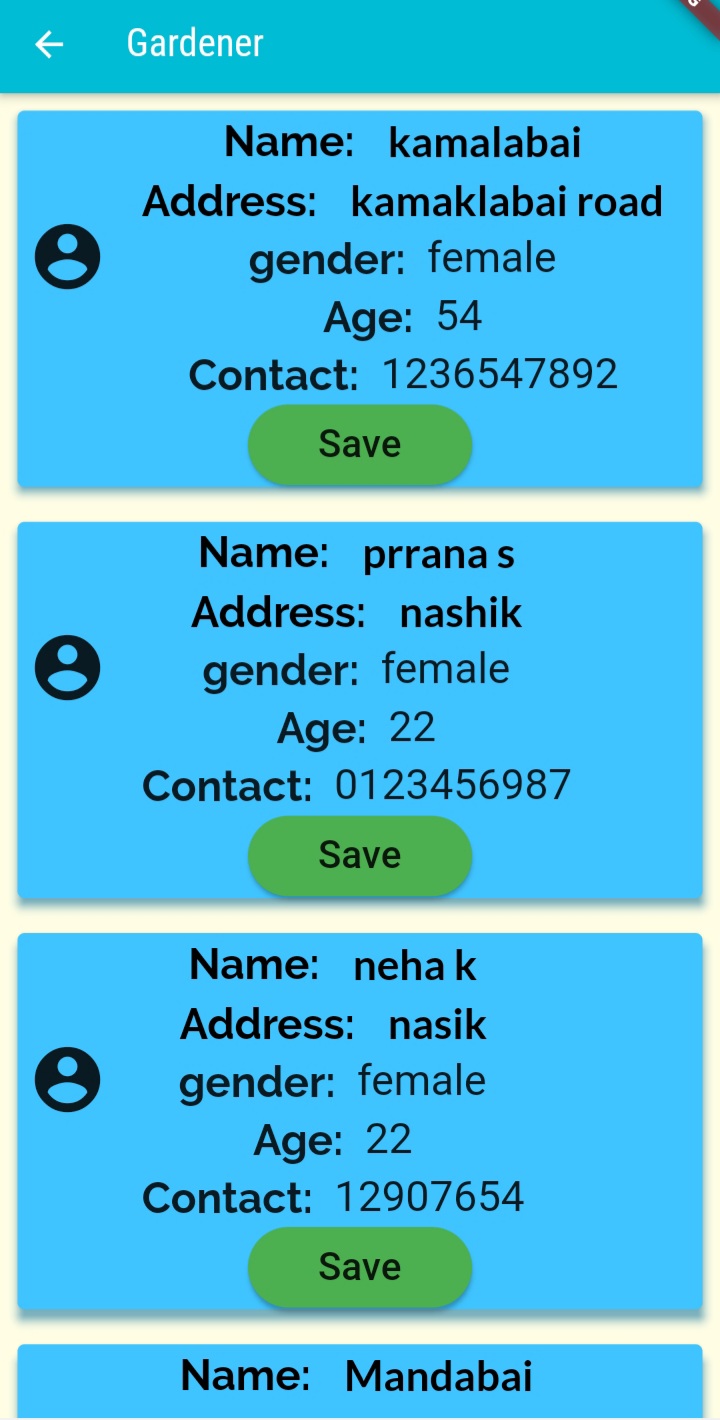 Gardener
Name: kamalabai
Address: kamaklabai road
gender: female
Age: 54
Contact: 1236547892
Save
Name: prrana s
Address: nashik
gender: female
Age: 22
Contact: 0123456987
Save
Name: neha k
Address: nasik
gender: female
Age: 22
Contact: 12907654
Save
Name: Mandabai